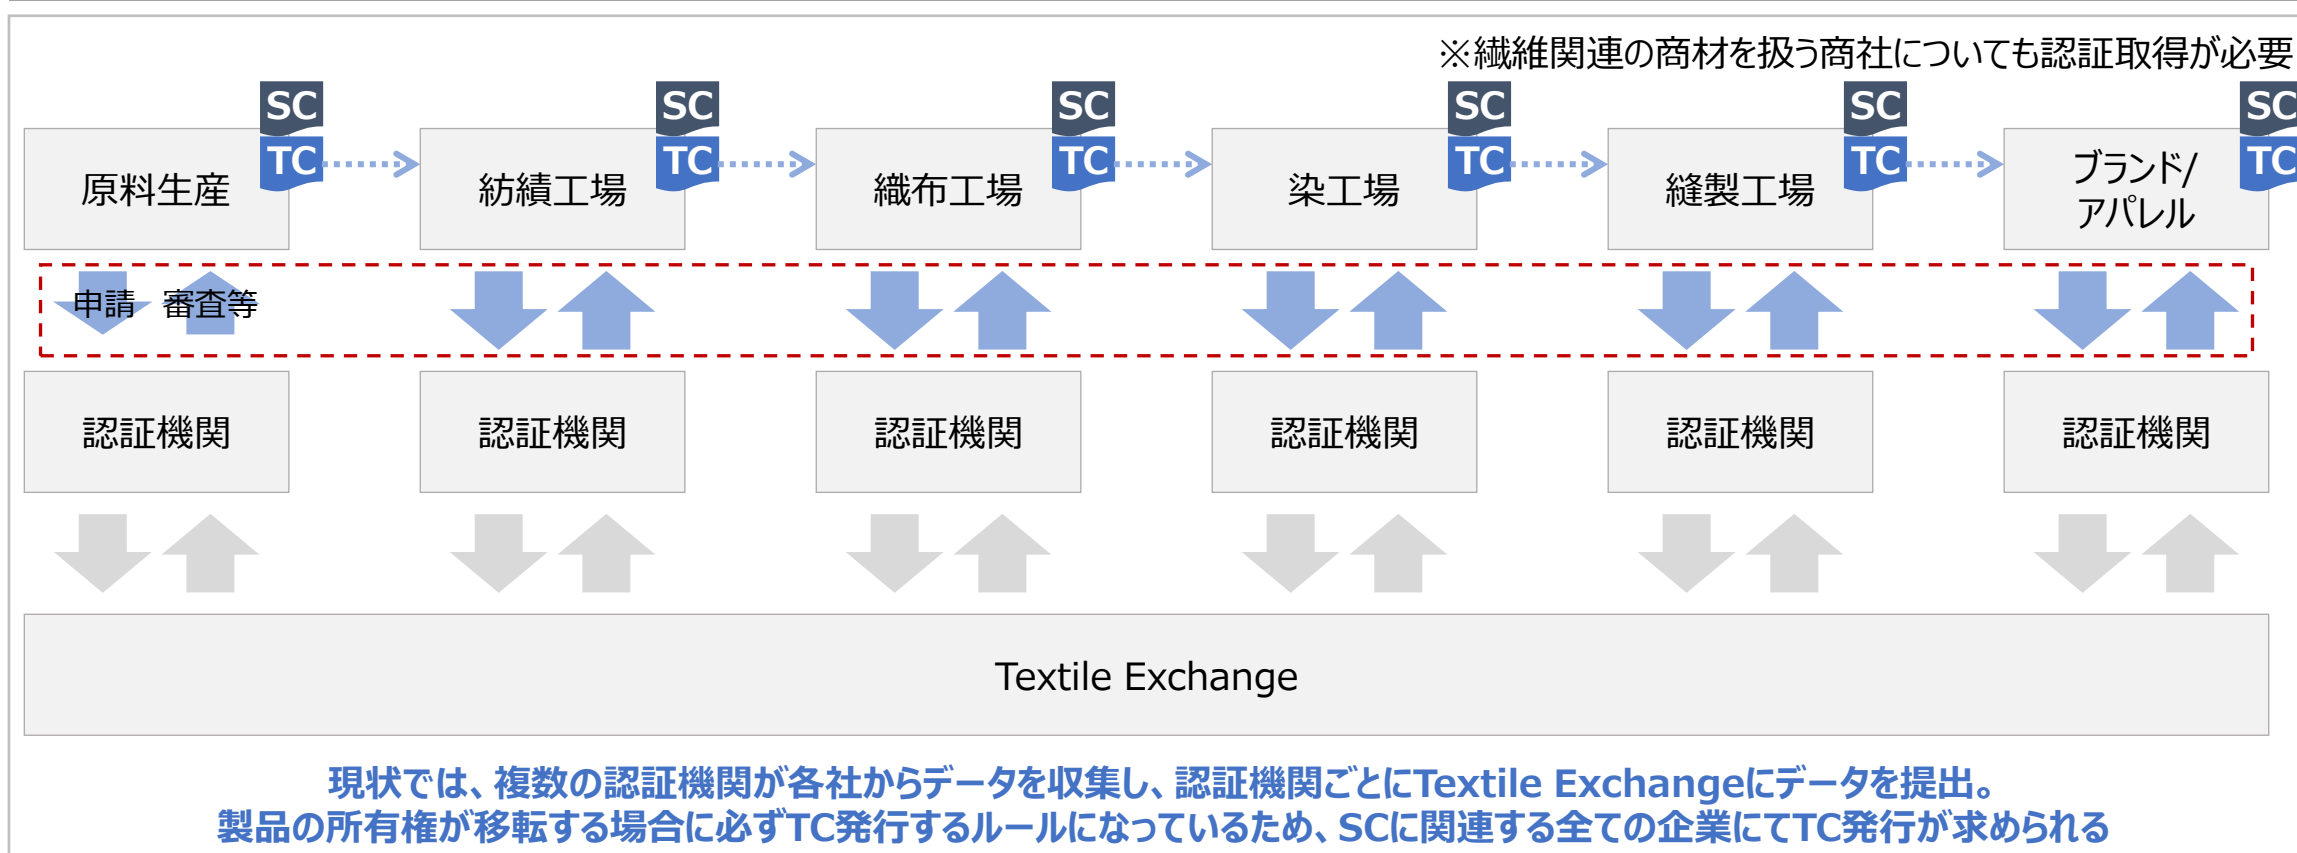 ※繊維関連の商材を扱う商社についても認証取得が必要
SC
SC
SC
SC
SC
SC
TC
TC
TC
TC
TC
TC
原料生産
紡績工場
織布工場
染工場
縫製工場
ブランド/
アパレル
申請
審査等
認証機関
認証機関
認証機関
認証機関
認証機関
認証機関
Textile Exchange
現状では、複数の認証機関が各社からデータを収集し、認証機関ごとにTextile Exchangeにデータを提出。
製品の所有権が移転する場合に必ずTC発行するルールになっているため、SCに関連する全ての企業にてTC発行が求められる